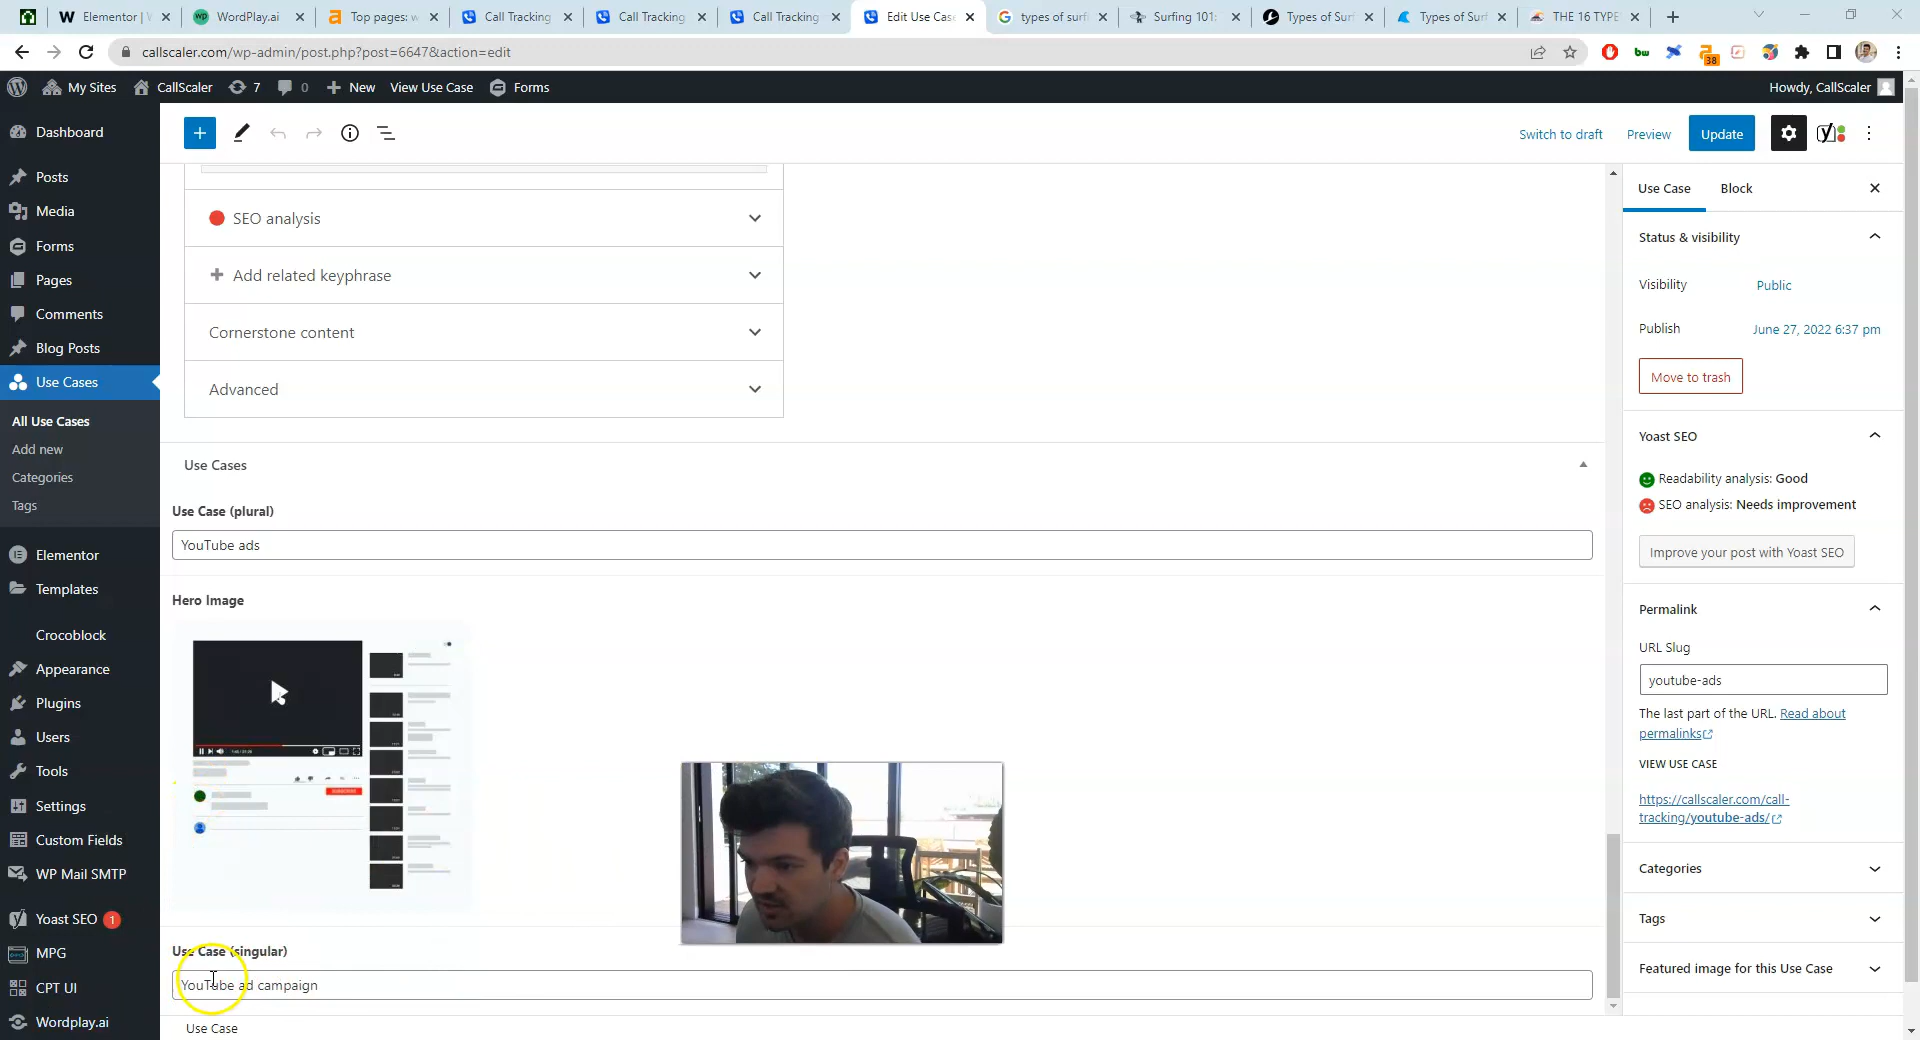 Elementor | W
WordPlay.ai
Top pages: w
Call Tracking
Call Tracking
Call Tracking
Edit Use Case
types of surf
Surfing 101:
Types of Sur
Types of Surf
THE 16 TYPE
callscaler.com/wp-admin/post.php?post=6647&action=edit
38
My Sites
CallScaler
7
0
New
View Use Case
Forms
Howdy, CallScaler
Switch to draft
Preview
Update
Dashboard
Posts
Media
Forms
Pages
Comments
Blog Posts
Use Cases
All Use Cases
Add new
Categories
Tags
Elementor
Templates
Crocoblock
Appearance
Plugins
Users
Tools
Settings
Custom Fields
WP Mail SMTP
Yoast SEO 1
MPG
CPT UI
Wordplay.ai
SEO analysis
Add related keyphrase
Cornerstone content
Advanced
Use Cases
Use Case (plural)
YouTube ads
Hero Image
Use Case (singular)
YouTube ad campaign
Use Case
Use Case
Block
Status & visibility
Visibility
Public
Publish
June 27, 2022 6:37 pm
Move to trash
Yoast SEO
Readability analysis: Good
SEO analysis: Needs improvement
Improve your post with Yoast SEO
Permalink
URL Slug
youtube-ads
The last part of the URL. Read about
permalinks
VIEW USE CASE
https://callscaler.com/call-
tracking/youtube-ads/
Categories
Tags
Featured image for this Use Case